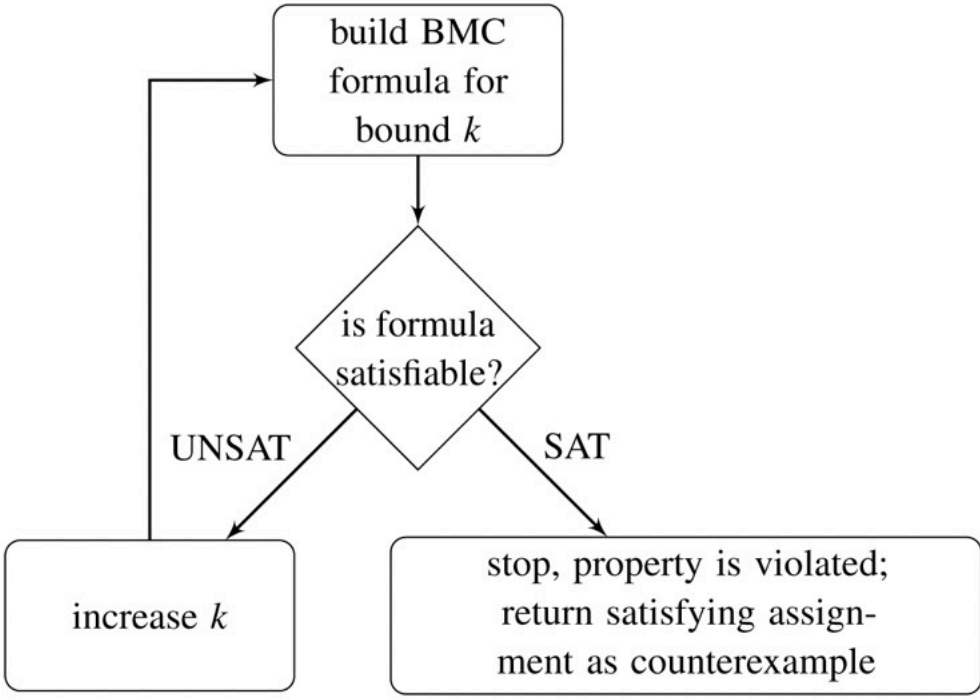 build BMC
formula for
bound k
is formula
satisfiable?
UNSAT
SAT
increase k
stop, property is violated;
return satisfying assign-
ment as counterexample